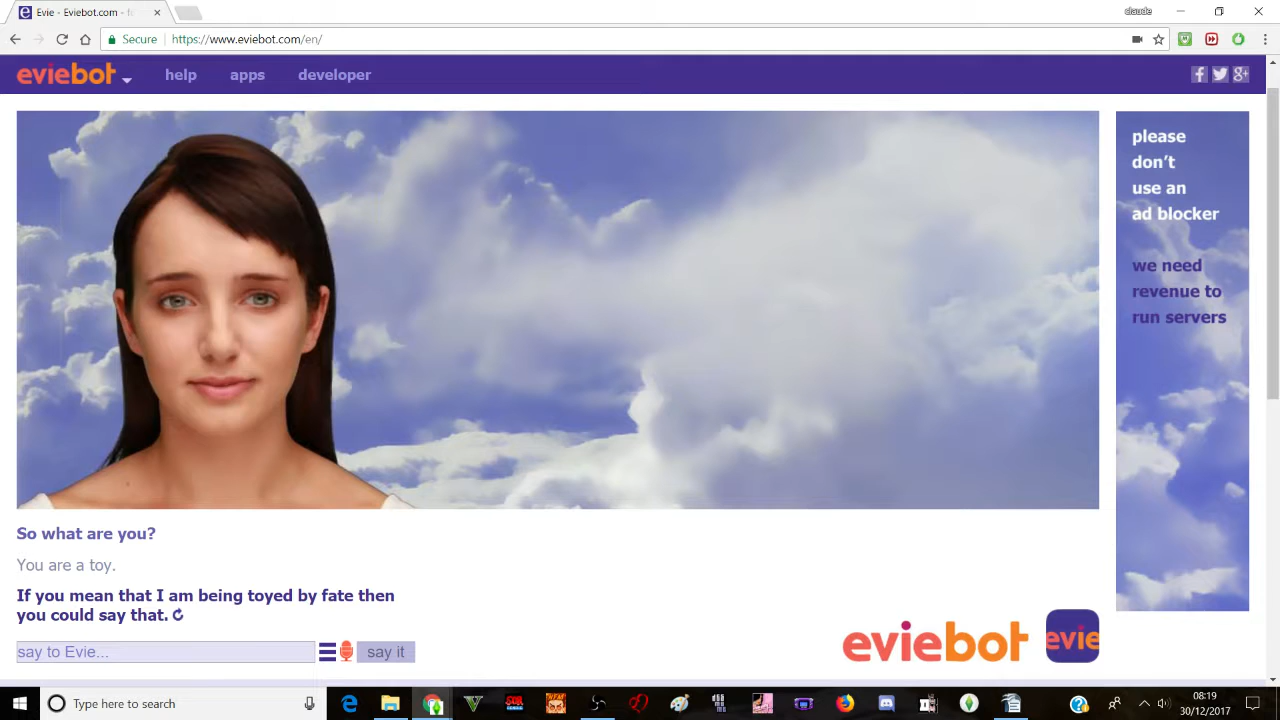 Evie - Eviebot.com - f
claude
Secure
https://www.eviebot.com/en/
eviebot
help
apps
developer
please
don't
use an
ad blocker
we need
revenue to
run servers
So what are you?
You are a toy.
If you mean that I am being toyed by fate then
you could say that.
say to Evie...
say it
eviebot
evie
Type here to search
08:19
30/12/2017